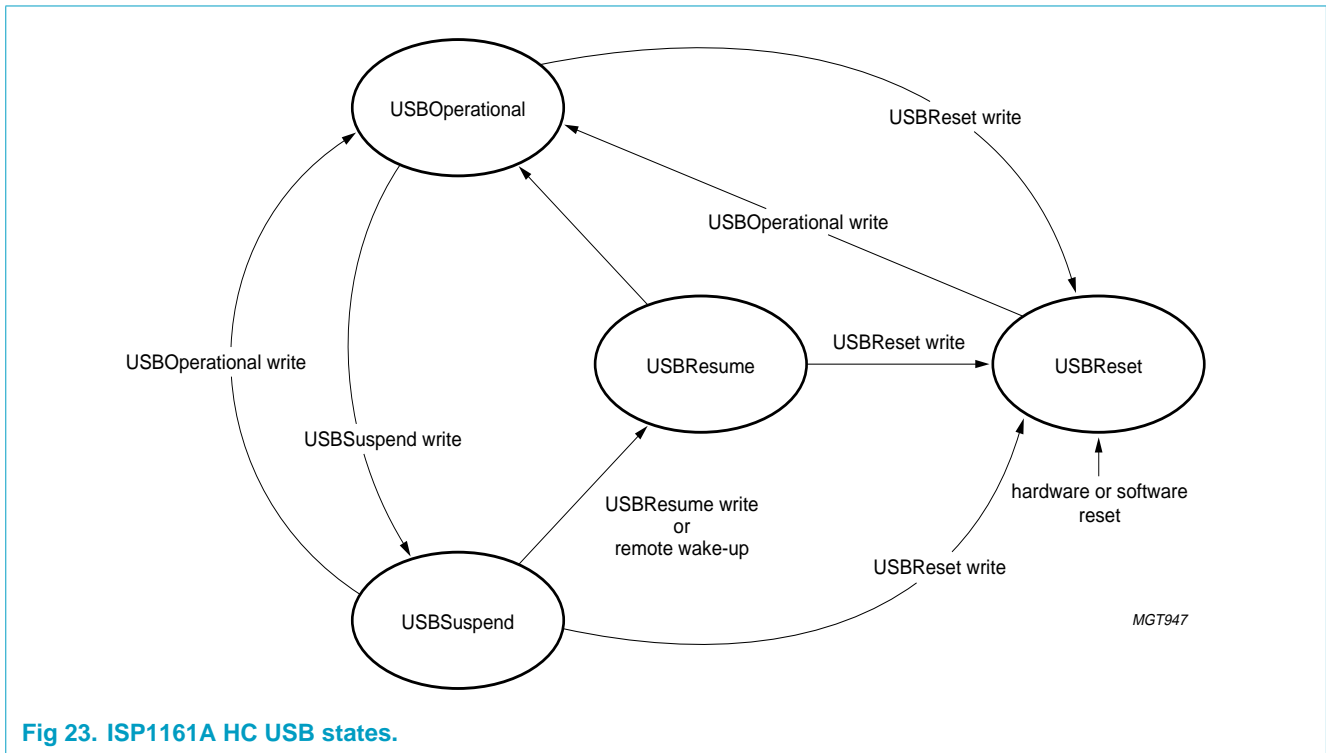 USBOperational
USBReset write
USBOperational write
USBReset write
USBResume
USBReset
USBOperational write
USBSuspend write
hardware or software
reset
USBResume write
or
remote wake-up
USBReset write
USBSuspend
MGT947
Fig 23. ISP1161A HC USB states.